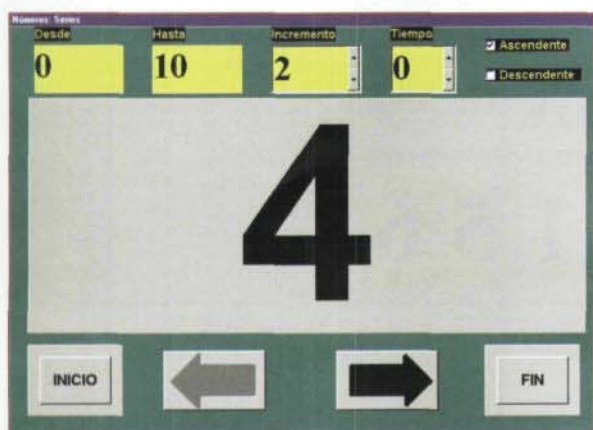 Números: Series
Desde Hasta Incremento Tiempo
0 10 2 0
Ascendente
Descendente
4
INICIO FIN